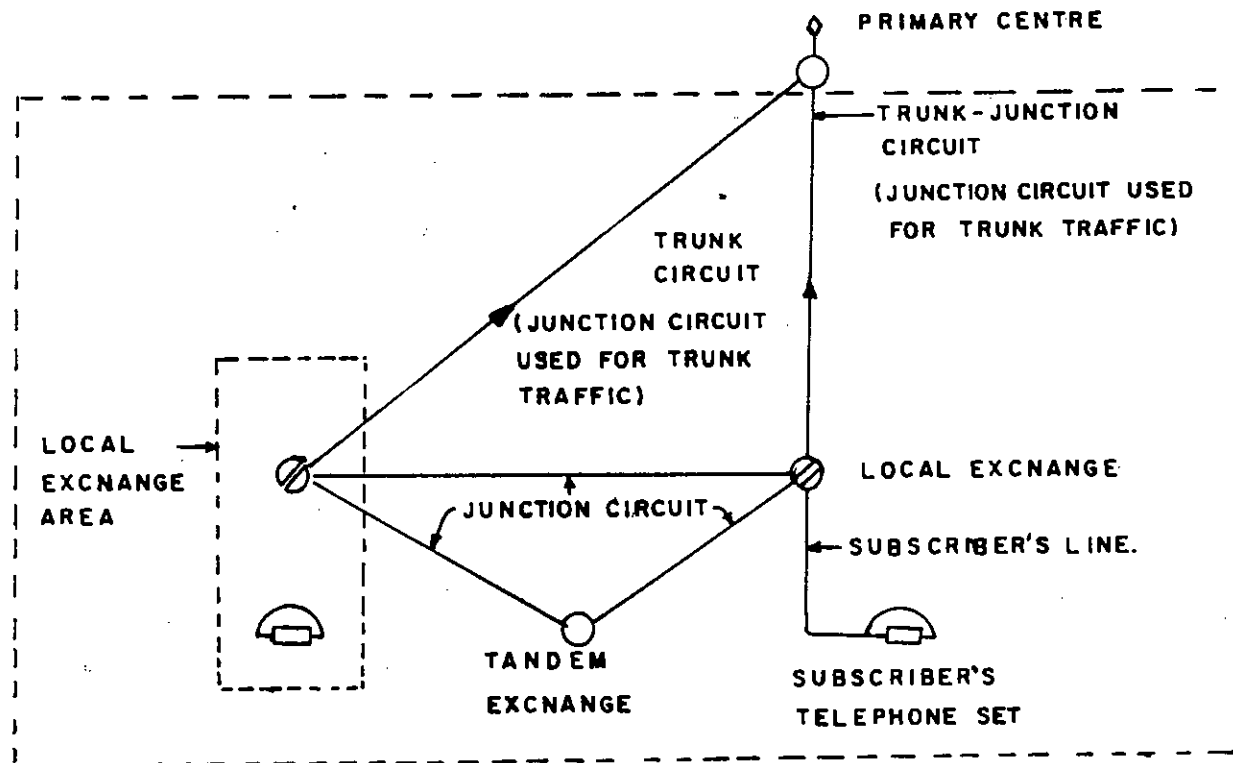 PRIMARY CENTRE
TRUNK-JUNCTION
CIRCUIT
(JUNCTION CIRCUIT USED
FOR TRUNK TRAFFIC)
TRUNK
CIRCUIT
(JUNCTION CIRCUIT
USED FOR TRUNK
TRAFFIC)
LOCAL
EXCNANGE
AREA
LOCAL EXCNANGE
JUNCTION CIRCUIT
SUBSCRIBER'S LINE.
TANDEM
EXCNANGE
SUBSCRIBER'S
TELEPHONE SET